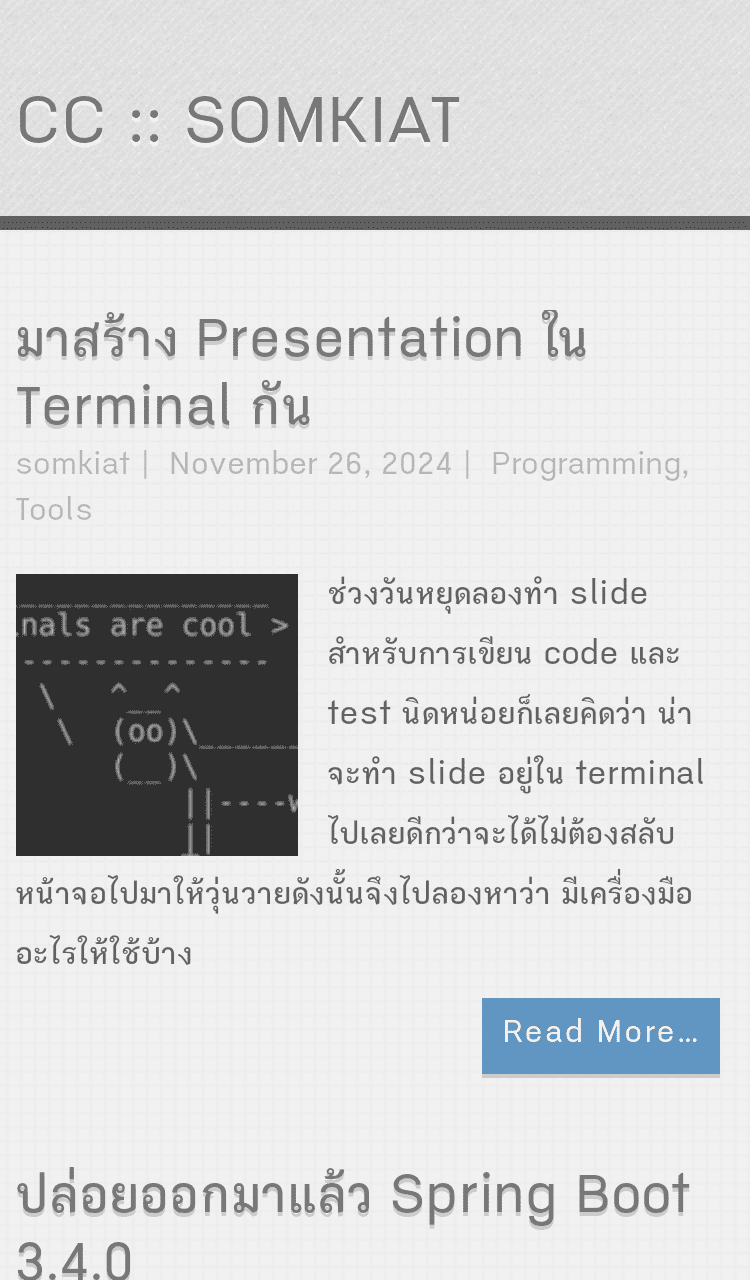 CC :: SOMKIAT
มาสร้าง Presentation ใน
Terminal กัน
somkiat | November 26, 2024 | Programming,
Tools
nals are cool >
-------------
\ ^__^
\ (oo)\____
(__)\
||----w
||
ช่วงวันหยุดลองทำ slide
สำหรับการเขียน code และ
test นิดหน่อยก็เลยคิดว่า น่า
จะทำ slide อยู่ใน terminal
ไปเลยดีกว่าจะได้ไม่ต้องสลับ
หน้าจอไปมาให้วุ่นวายดังนั้นจึงไปลองหาว่า มีเครื่องมือ
อะไรให้ใช้บ้าง
Read More…
ปล่อยออกมาแล้ว Spring Boot
3.4.0